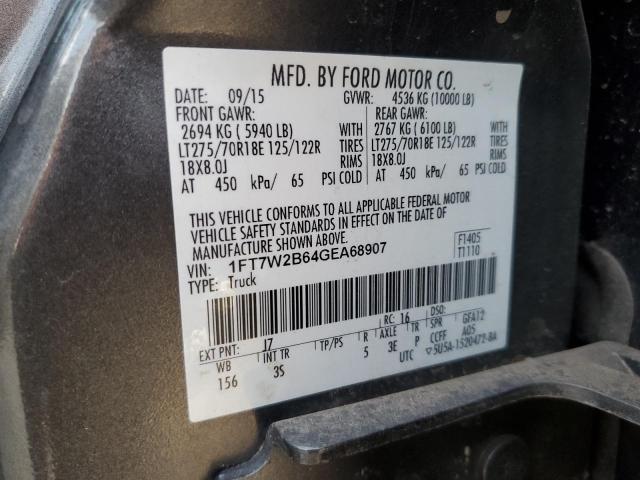 MFD. BY FORD MOTOR CO.
DATE: 09/15 GVWR: 4536 KG (10000 LB)
FRONT GAWR: REAR GAWR:
2694 KG (5940 LB) WITH 2767 KG (6100 LB) WITH
LT275/70R18E 125/122R TIRES LT275/70R18E 125/122R TIRES
18X8.0J RIMS 18X8.0J RIMS
AT 450 kPa/ 65 PSI COLD AT 450 kPa/ 65 PSI COLD
THIS VEHICLE CONFORMS TO ALL APPLICABLE FEDERAL MOTOR
VEHICLE SAFETY STANDARDS IN EFFECT ON THE DATE OF
MANUFACTURE SHOWN ABOVE.
VIN: 1FT7W2B64GEA68907 F1405
TYPE: Truck T1110
EXT PNT: J7 RC: 16 DSO:
WB INT TR TP/PS R AXLE TR SPR GFA12
156 3S 5 3E P CCFF A05
UTC ▽5U5A-1520472-BA